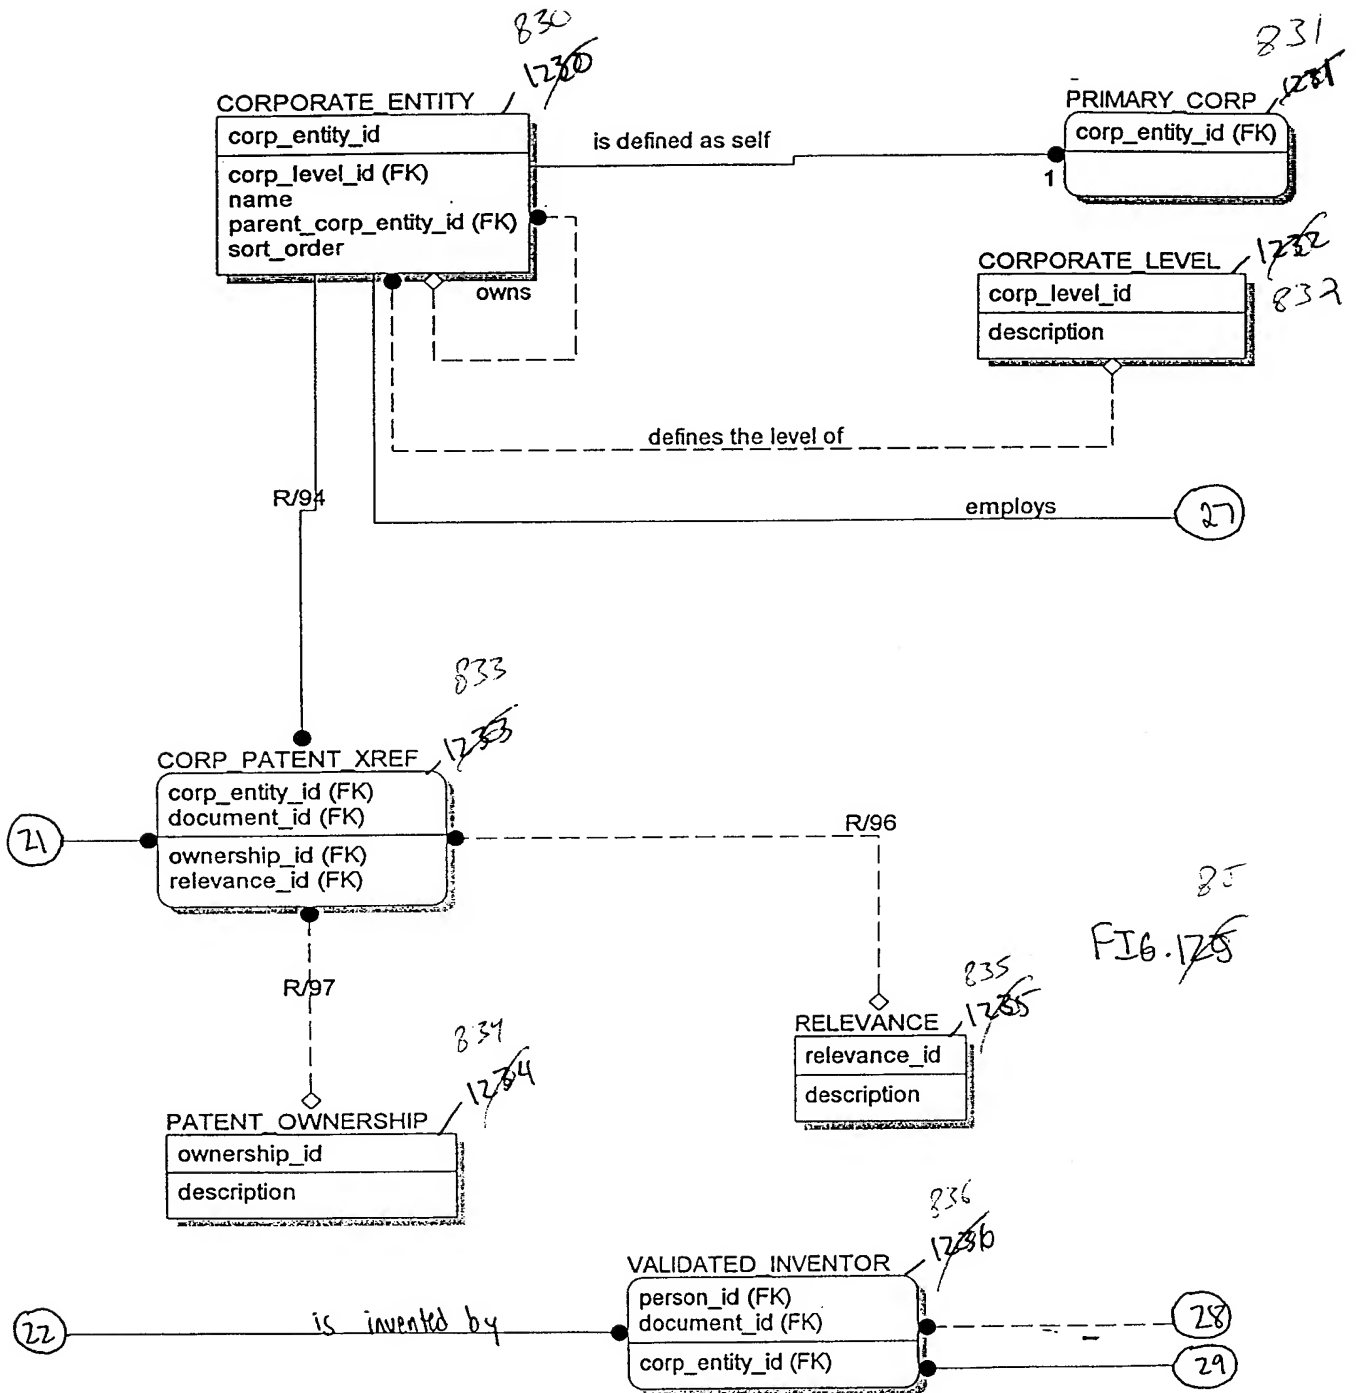 830
1230
CORPORATE_ENTITY
corp_entity_id
corp_level_id (FK)
name
parent_corp_entity_id (FK)
sort_order
is defined as self
831
1231
PRIMARY_CORP
corp_entity_id (FK)
1
owns
1232
CORPORATE_LEVEL
832
corp_level_id
description
defines the level of
R/94
employs
27
833
1233
CORP_PATENT_XREF
corp_entity_id (FK)
document_id (FK)
ownership_id (FK)
relevance_id (FK)
21
R/96
85
FIG. 125
R/97
835
1235
RELEVANCE
relevance_id
description
834
1234
PATENT_OWNERSHIP
ownership_id
description
836
1236
VALIDATED_INVENTOR
person_id (FK)
document_id (FK)
corp_entity_id (FK)
22
is invented by
28
29